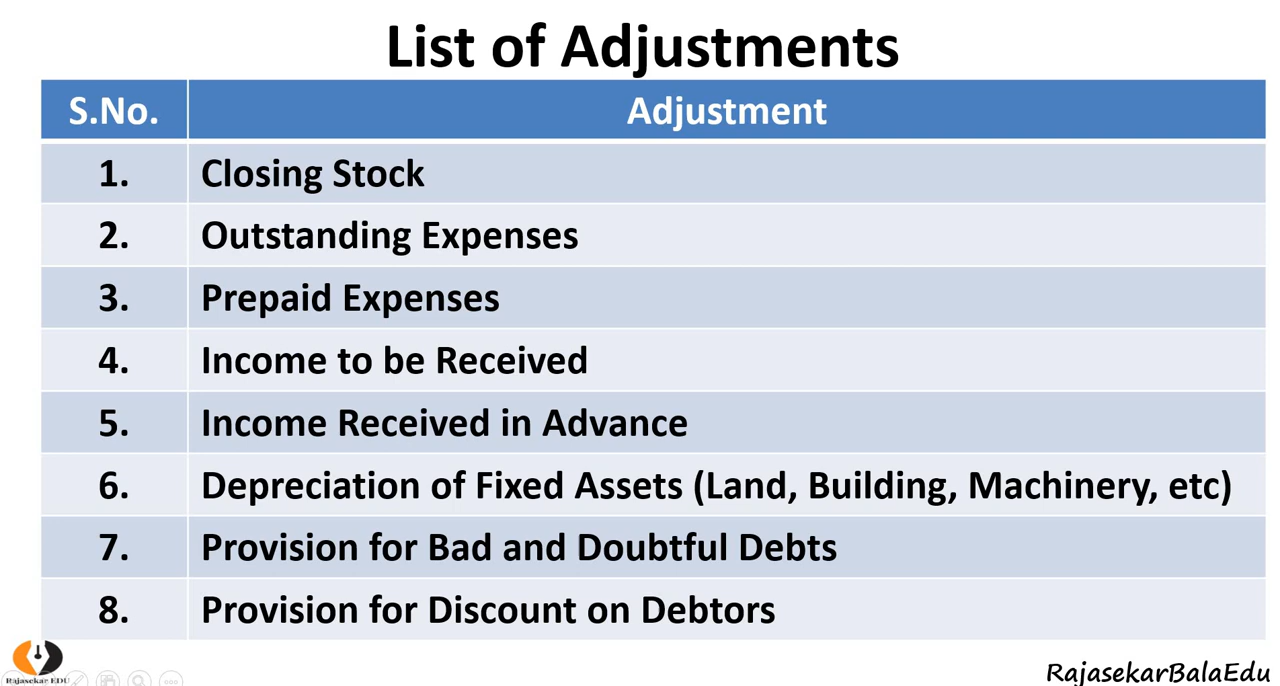 List of Adjustments
S.No. Adjustment
1. Closing Stock
2. Outstanding Expenses
3. Prepaid Expenses
4. Income to be Received
5. Income Received in Advance
6. Depreciation of Fixed Assets (Land, Building, Machinery, etc)
7. Provision for Bad and Doubtful Debts
8. Provision for Discount on Debtors
Rajasekar EDU
RajasekarBalaEdu